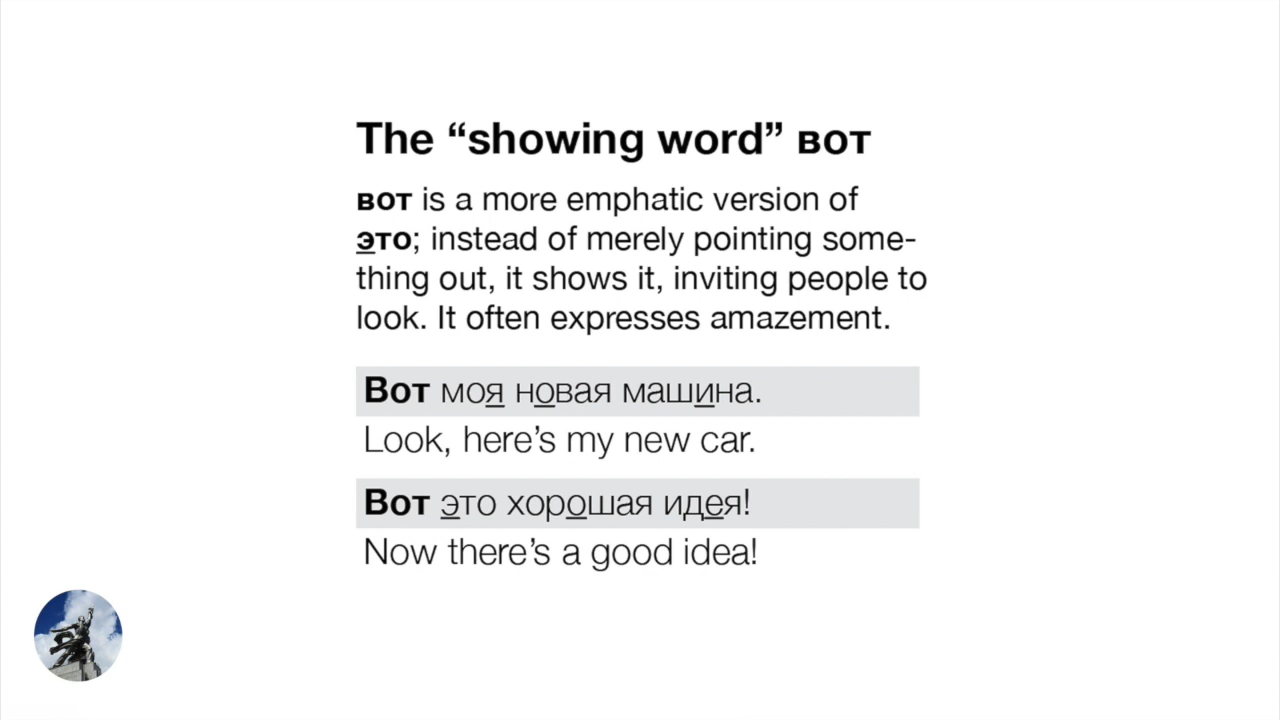 The “showing word” вот
вот is a more emphatic version of
это; instead of merely pointing some-
thing out, it shows it, inviting people to
look. It often expresses amazement.
Вот моя новая машина.
Look, here’s my new car.
Вот это хорошая идея!
Now there’s a good idea!